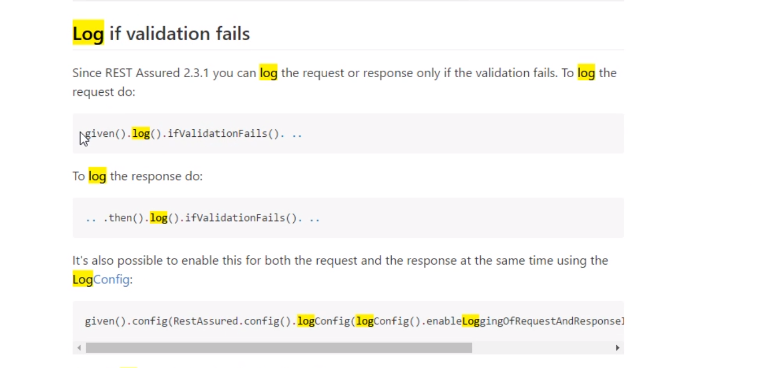 Log if validation fails
Since REST Assured 2.3.1 you can log the request or response only if the validation fails. To log the
request do:
given().log().ifValidationFails(). ..
To log the response do:
.. .then().log().ifValidationFails(). ..
It's also possible to enable this for both the request and the response at the same time using the
LogConfig:
given().config(RestAssured.config().logConfig(logConfig().enableLoggingOfRequestAndResponseI